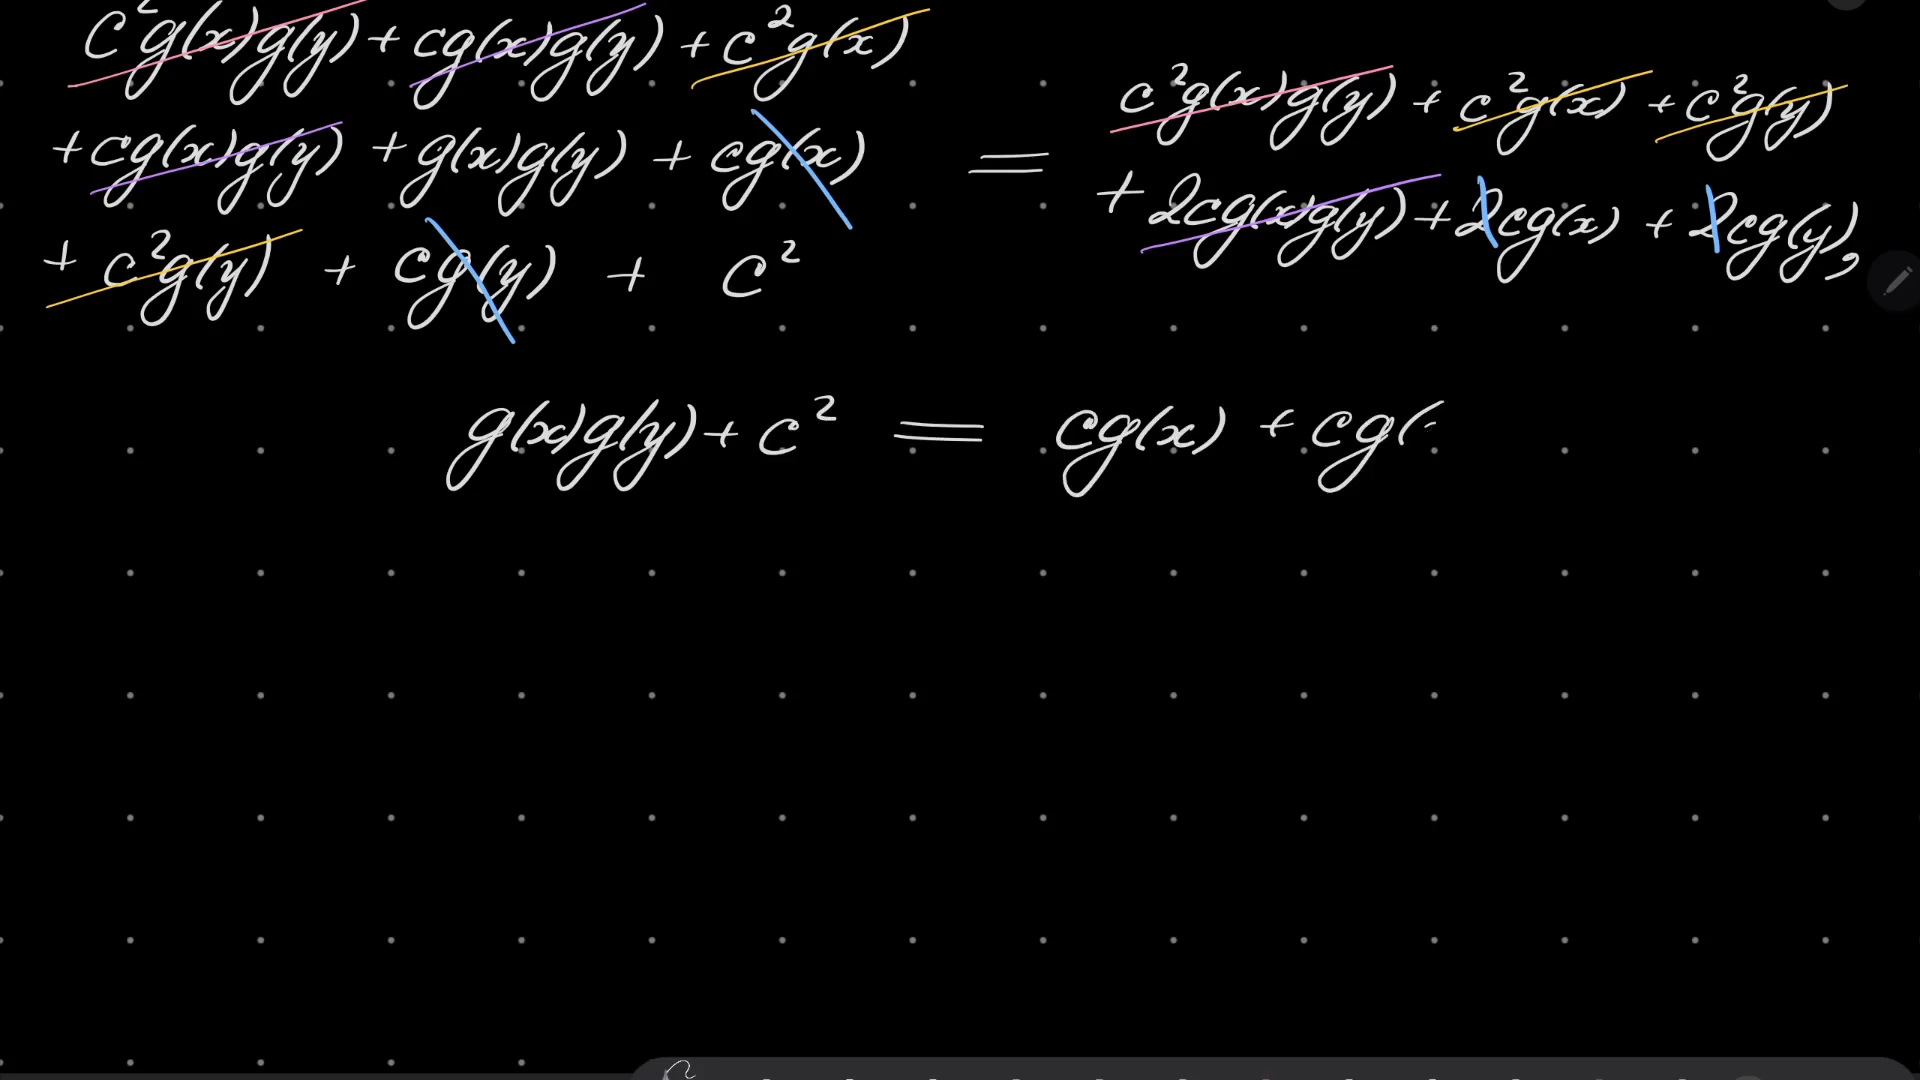 c²g(x)g(y) + cg(x)g(y) + c²g(x)
+ cg(x)g(y) + g(x)g(y) + cg(x)
+ c²g(y) + cg(y) + c²
=
c²g(x)g(y) + c²g(x) + c²g(y)
+ 2cg(x)g(y) + 2cg(x) + 2cg(y),
g(x)g(y) + c² = cg(x) + cg(